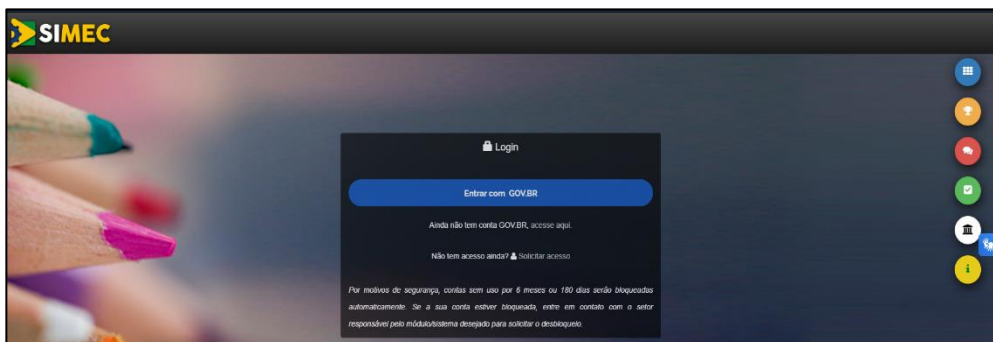 SIMEC
Login
Entrar com GOV.BR
Ainda não tem conta GOV.BR, acesse aqui.
Não tem acesso ainda? Solicitar acesso
Por motivos de segurança, contas sem uso por 6 meses ou 180 dias serão bloqueadas
automaticamente. Se a sua conta estiver bloqueada, entre em contato com o setor
responsável pelo módulo/sistema desejado para solicitar o desbloqueio.